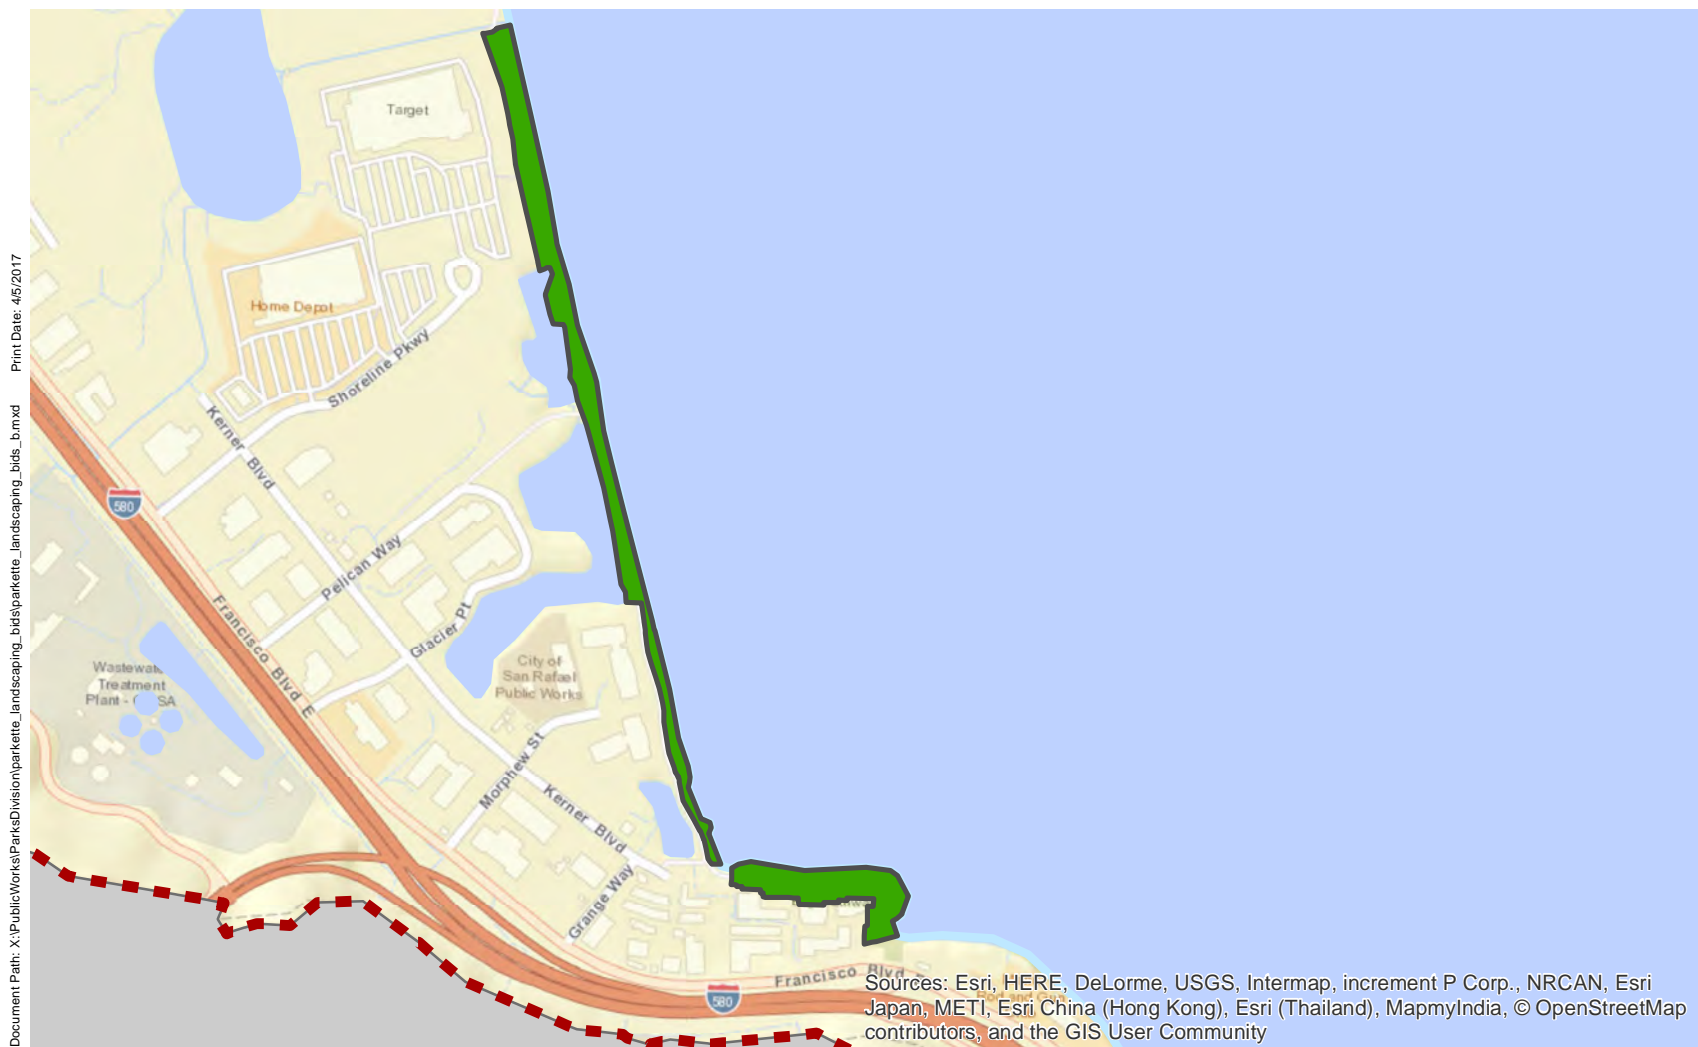 Target
Home Depot
Shoreline Pkwy
Kerner Blvd
580
Pelican Way
Francisco Blvd E
Glacier Pt
Treatment
Plant -
SA
City of
San Rafael
Public Works
Morphew St
Kerner Blvd
Grange Way
Francisco Blvd
580
Sources: Esri, HERE, DeLorme, USGS, Intermap, increment P Corp., NRCAN, Esri
Japan, METI, Esri China (Hong Kong), Esri (Thailand), MapmyIndia, © OpenStreetMap
contributors, and the GIS User Community
Document Path: X:\PublicWorks\ParksDivision\parkette_landscaping_bids\parkette_landscaping_bids_b.mxd Print Date: 4/5/2017